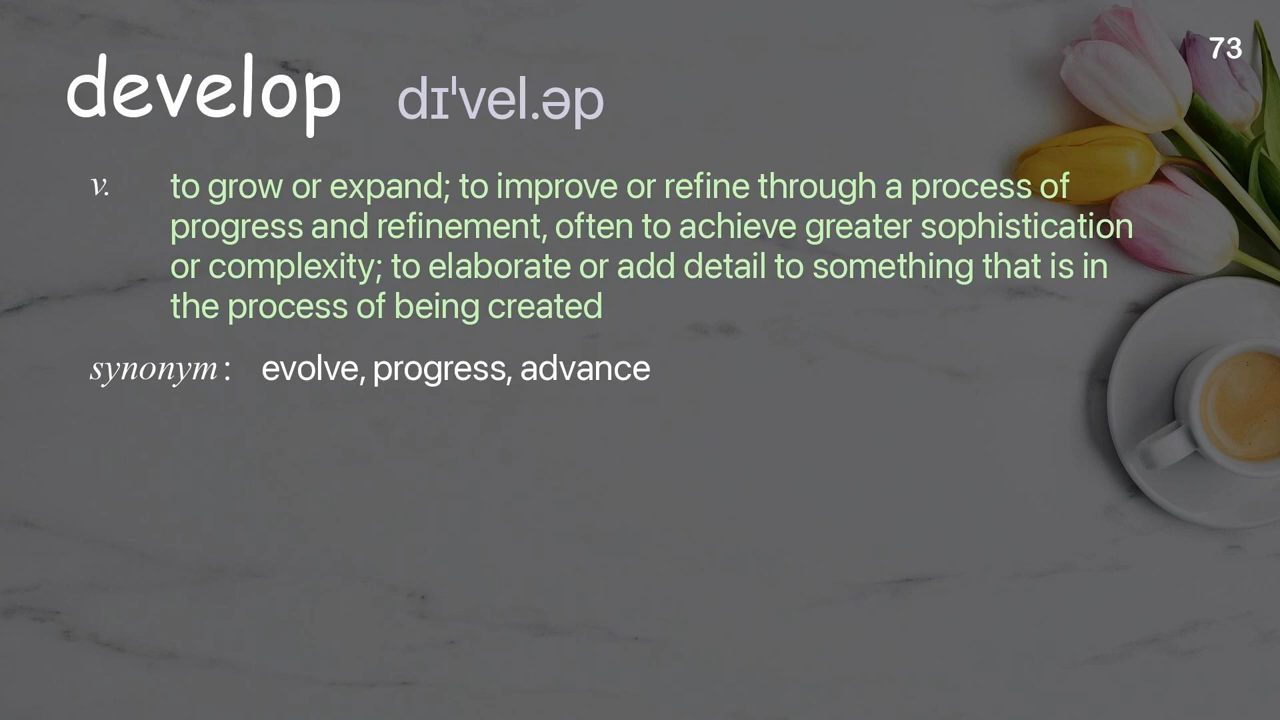 73
develop dɪˈvel.əp
v. to grow or expand; to improve or refine through a process of
progress and refinement, often to achieve greater sophistication
or complexity; to elaborate or add detail to something that is in
the process of being created
synonym: evolve, progress, advance